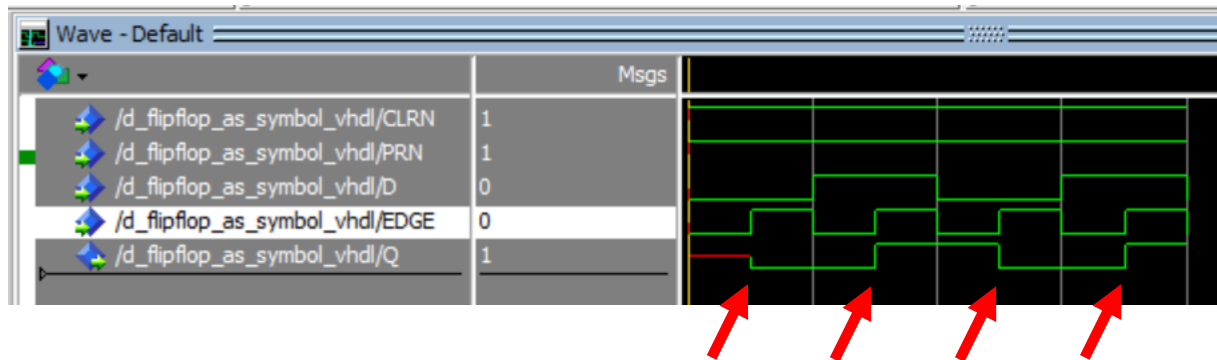 Wave - Default
Msgs
/d_flipflop_as_symbol_vhdl/CLRN 1
/d_flipflop_as_symbol_vhdl/PRN 1
/d_flipflop_as_symbol_vhdl/D 0
/d_flipflop_as_symbol_vhdl/EDGE 0
/d_flipflop_as_symbol_vhdl/Q 1